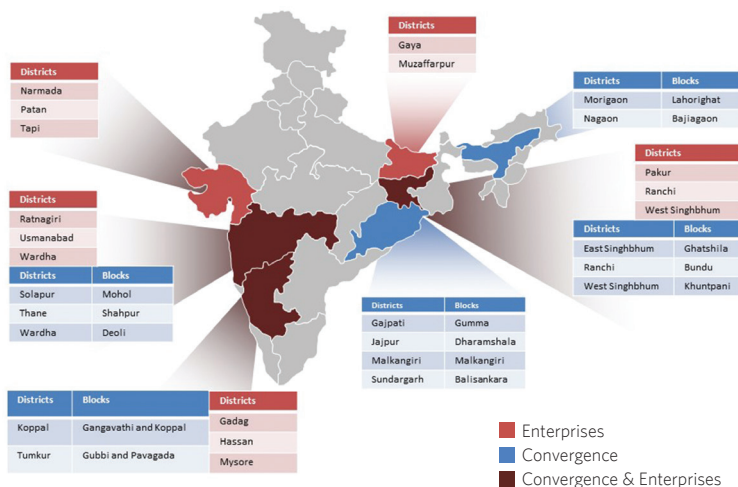 Districts
Gaya
Muzaffarpur
Districts
Narmada
Patan
Tapi
Districts Blocks
Morigaon Lahorighat
Nagaon Bajiagaon
Districts
Pakur
Ranchi
West Singhbhum
Districts
Ratnagiri
Usmanabad
Wardha
Districts Blocks
Solapur Mohol
Thane Shahpur
Wardha Deoli
Districts Blocks
East Singhbhum Ghatshila
Ranchi Bundu
West Singbhum Khuntpani
Districts Blocks
Gajpati Gumma
Jajpur Dharamshala
Malkangiri Malkangiri
Sundargarh Balisankara
Districts Blocks
Koppal Gangavathi and Koppal
Tumkur Gubbi and Pavagada
Districts
Gadag
Hassan
Mysore
Enterprises
Convergence
Convergence & Enterprises